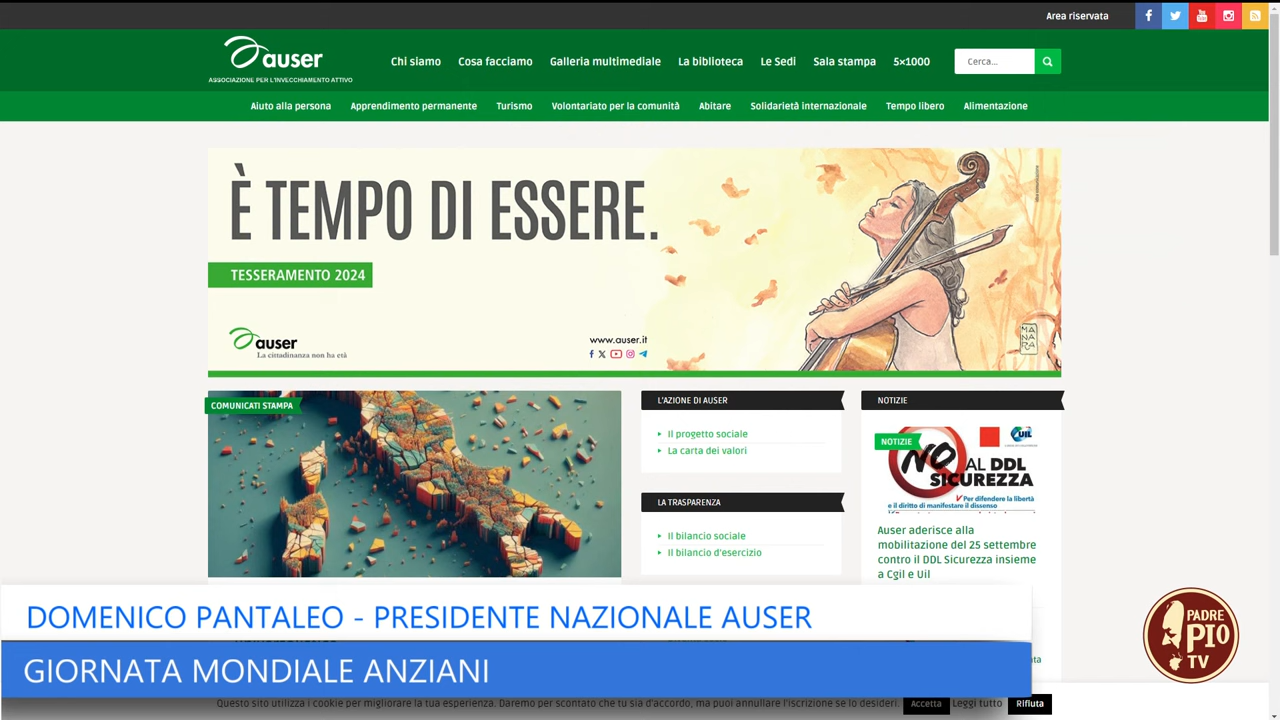 Area riservata
auser
ASSOCIAZIONE PER L'INVECCHIAMENTO ATTIVO
Chi siamo Cosa facciamo Galleria multimediale La biblioteca Le Sedi Sala stampa 5×1000
Cerca...
Aiuto alla persona Apprendimento permanente Turismo Volontariato per la comunità Abitare Solidarietà internazionale Tempo libero Alimentazione
È TEMPO DI ESSERE.
TESSERAMENTO 2024
auser
La cittadinanza non ha età
www.auser.it
MANARA
COMUNICATI STAMPA
L'AZIONE DI AUSER
Il progetto sociale
La carta dei valori
LA TRASPARENZA
Il bilancio sociale
Il bilancio d'esercizio
NOTIZIE
NOTIZIE
UIL
NO AL DDL
SICUREZZA
Per difendere la libertà
e il diritto di manifestare il dissenso
Auser aderisce alla
mobilitazione del 25 settembre
contro il DDL Sicurezza insieme
a Cgil e Uil
DOMENICO PANTALEO - PRESIDENTE NAZIONALE AUSER
GIORNATA MONDIALE ANZIANI
PADRE
PIO
TV
Questo sito utilizza i cookie per migliorare la tua esperienza. Daremo per scontato che tu sia d'accordo, ma puoi annullare l'iscrizione se lo desideri. Accetta Leggi tutto Rifiuta